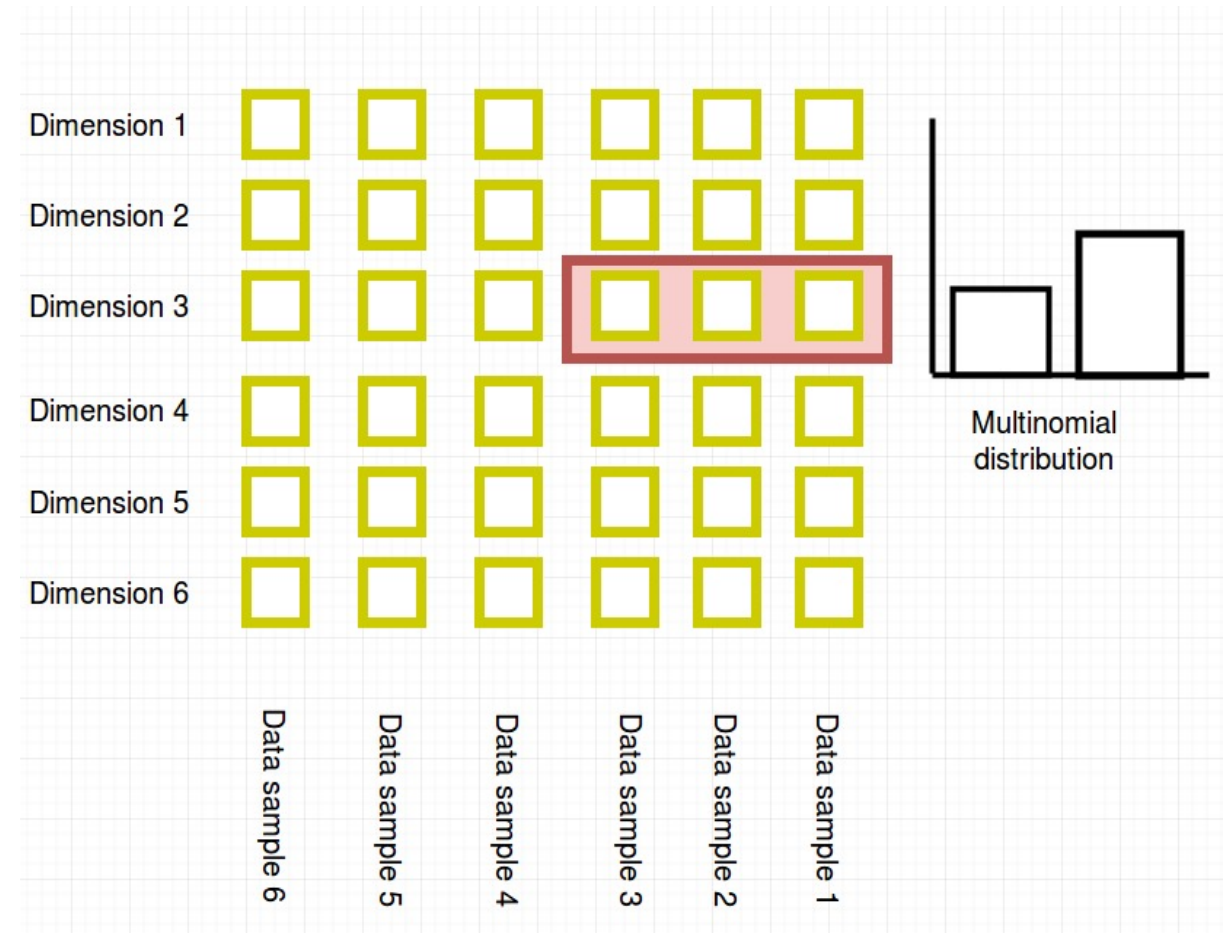 Dimension 1
Dimension 2
Dimension 3
Dimension 4
Dimension 5
Dimension 6
Multinomial
distribution
Data sample 6
Data sample 5
Data sample 4
Data sample 3
Data sample 2
Data sample 1